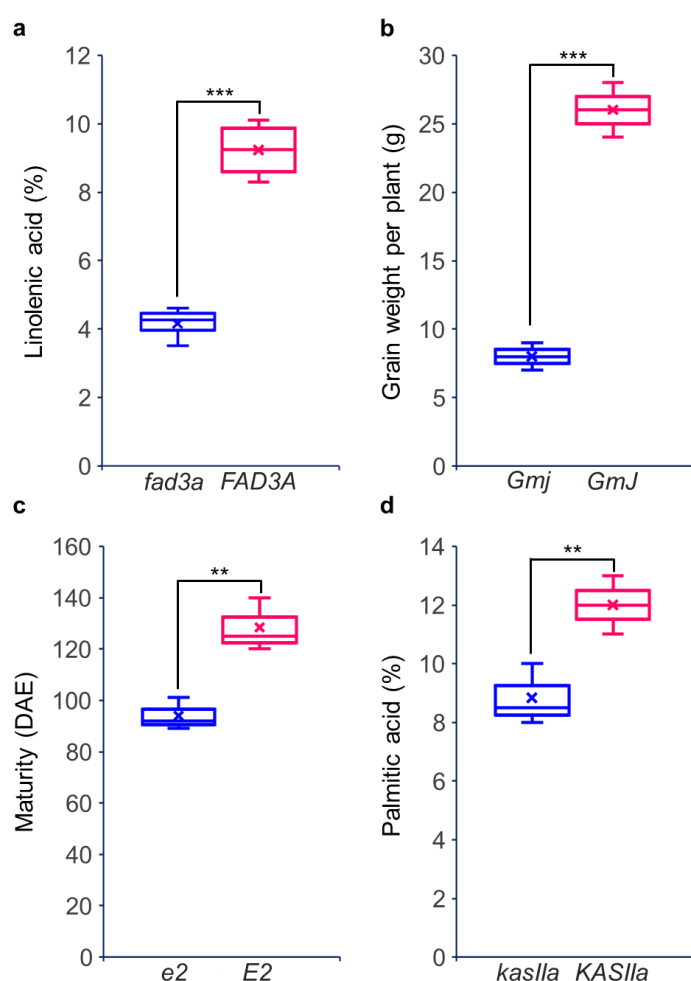 a
Linolenic acid (%)
12
10
8
6
4
2
0
***
fad3a FAD3A
b
Grain weight per plant (g)
30
25
20
15
10
5
0
***
Gmj GmJ
c
Maturity (DAE)
160
140
120
100
80
60
40
20
0
**
e2 E2
d
Palmitic acid (%)
14
12
10
8
6
4
2
0
**
kasIIa KASIIa